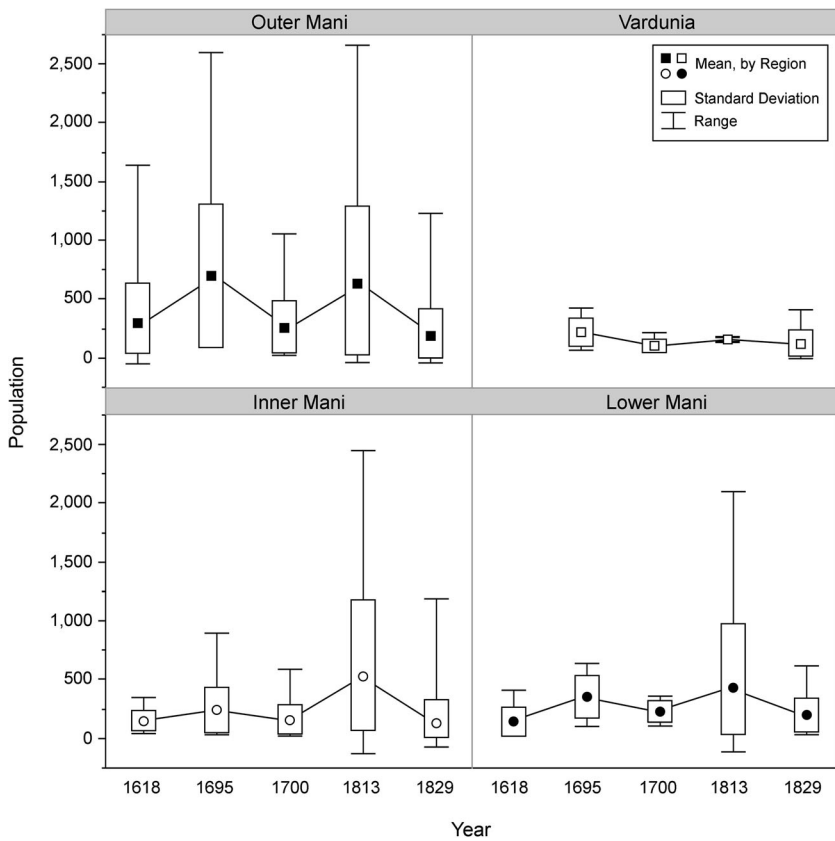 Outer Mani
Vardunia
Mean, by Region
Standard Deviation
Range
2,500
2,000
1,500
1,000
500
0
Inner Mani
Lower Mani
2,500
2,000
1,500
1,000
500
0
Population
1618 1695 1700 1813 1829 1618 1695 1700 1813 1829
Year